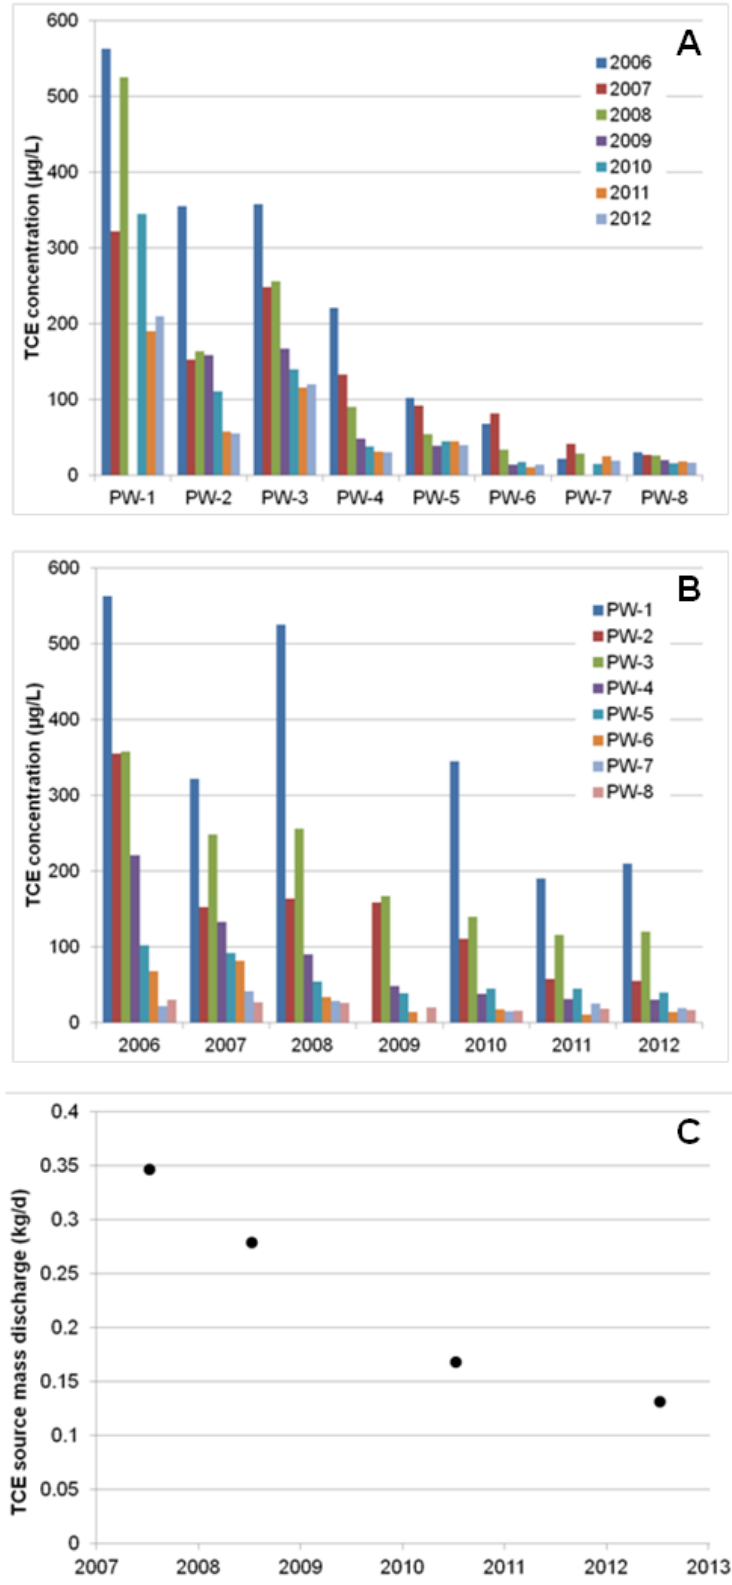 A
600
500
400
300
200
100
0
TCE concentration (µg/L)
2006
2007
2008
2009
2010
2011
2012
PW-1 PW-2 PW-3 PW-4 PW-5 PW-6 PW-7 PW-8
B
600
500
400
300
200
100
0
TCE concentration (µg/L)
PW-1
PW-2
PW-3
PW-4
PW-5
PW-6
PW-7
PW-8
2006 2007 2008 2009 2010 2011 2012
C
0.4
0.35
0.3
0.25
0.2
0.15
0.1
0.05
0
TCE source mass discharge (kg/d)
2007 2008 2009 2010 2011 2012 2013